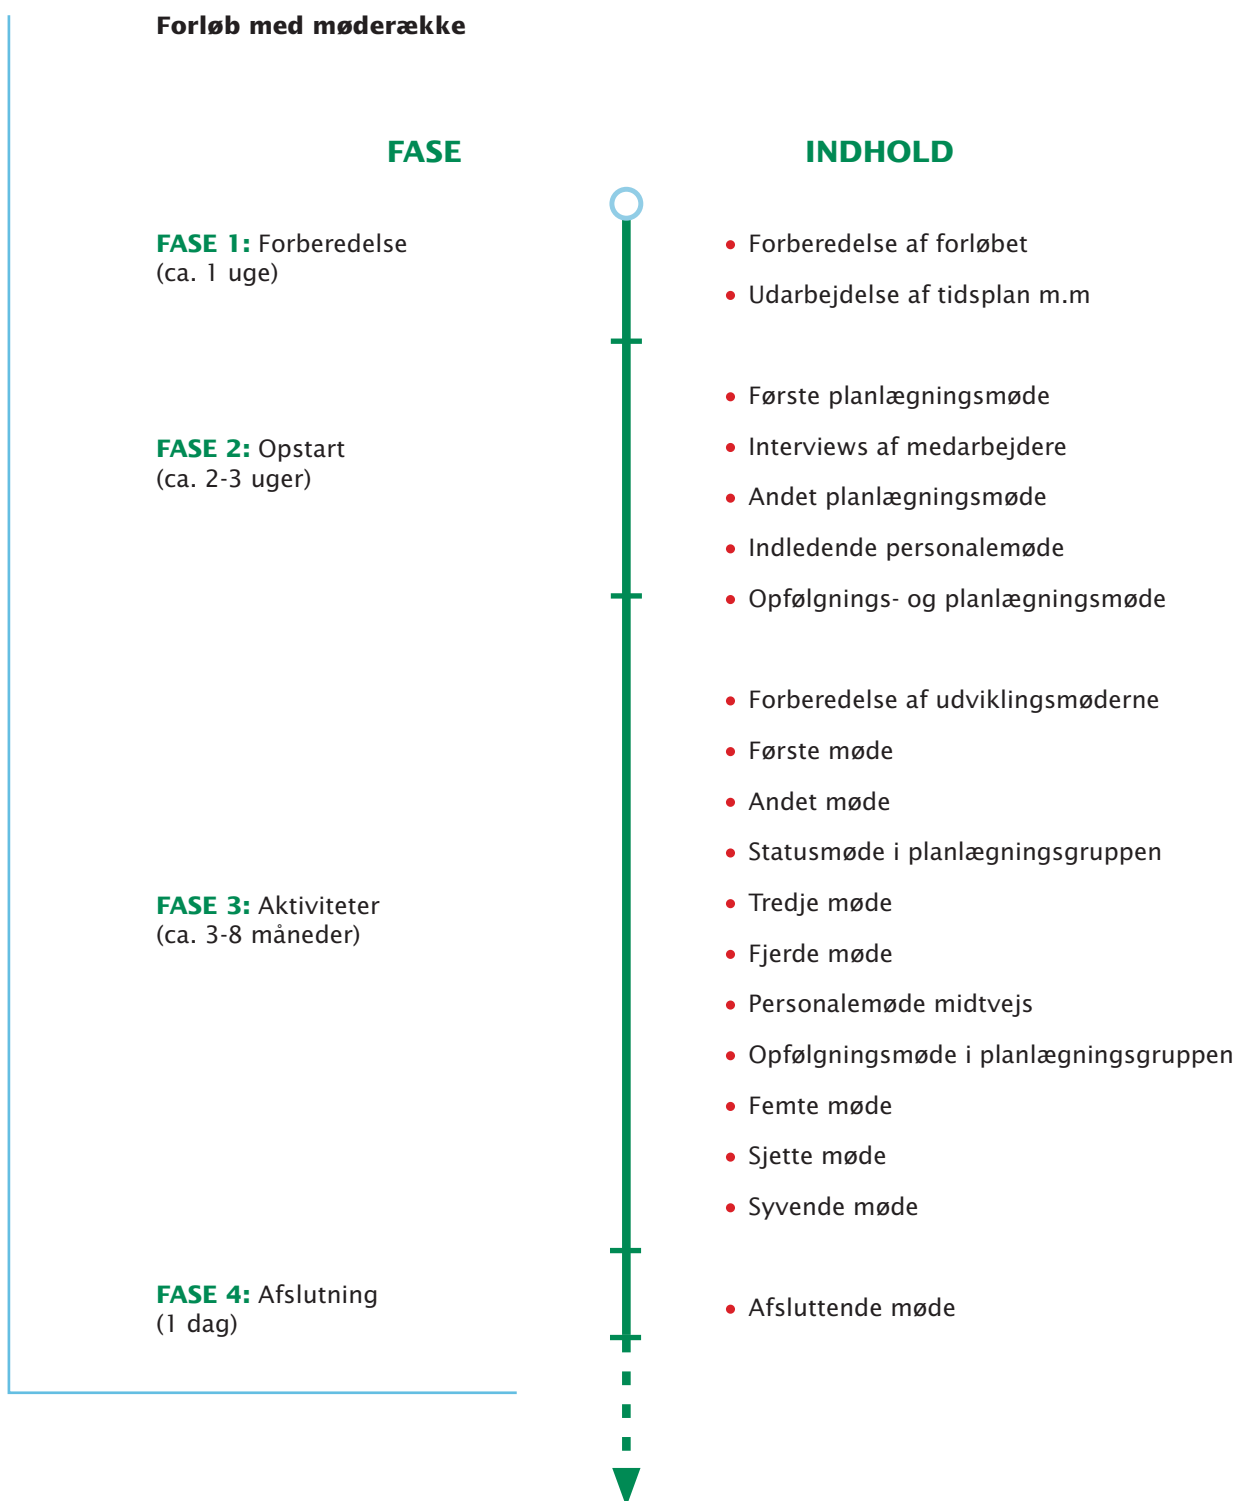 Forløb med møderække
FASE
INDHOLD
FASE 1: Forberedelse
(ca. 1 uge)
• Forberedelse af forløbet
• Udarbejdelse af tidsplan m.m
FASE 2: Opstart
(ca. 2-3 uger)
• Første planlægningsmøde
• Interviews af medarbejdere
• Andet planlægningsmøde
• Indledende personalemøde
• Opfølgnings- og planlægningsmøde
FASE 3: Aktiviteter
(ca. 3-8 måneder)
• Forberedelse af udviklingsmøderne
• Første møde
• Andet møde
• Statusmøde i planlægningsgruppen
• Tredje møde
• Fjerde møde
• Personalemøde midtvejs
• Opfølgningsmøde i planlægningsgruppen
• Femte møde
• Sjette møde
• Syvende møde
FASE 4: Afslutning
(1 dag)
• Afsluttende møde